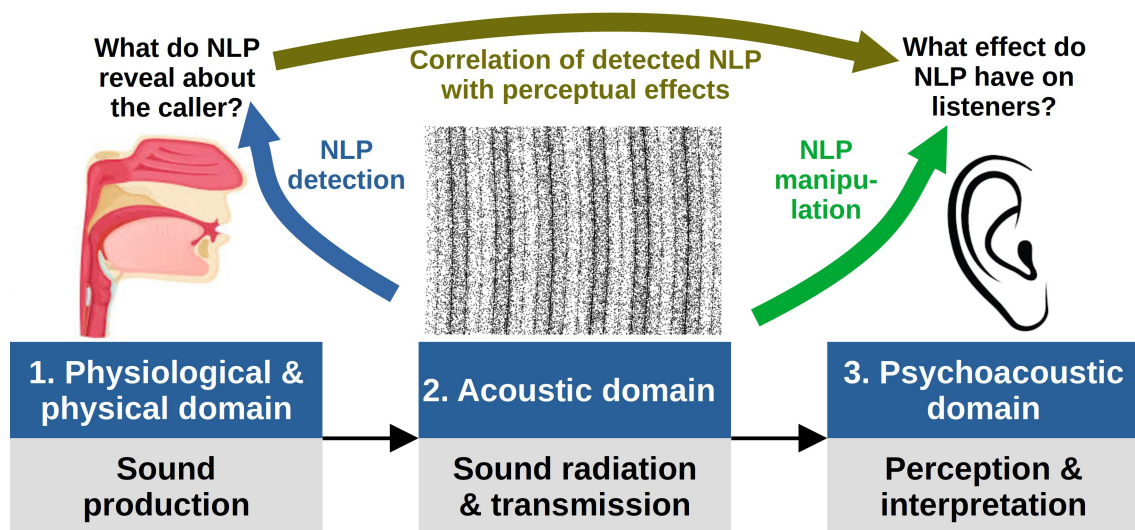 What do NLP
reveal about
the caller?
Correlation of detected NLP
with perceptual effects
What effect do
NLP have on
listeners?
NLP
detection
NLP
manipu-
lation
1. Physiological &
physical domain
2. Acoustic domain
3. Psychoacoustic
domain
Sound
production
Sound radiation
& transmission
Perception &
interpretation